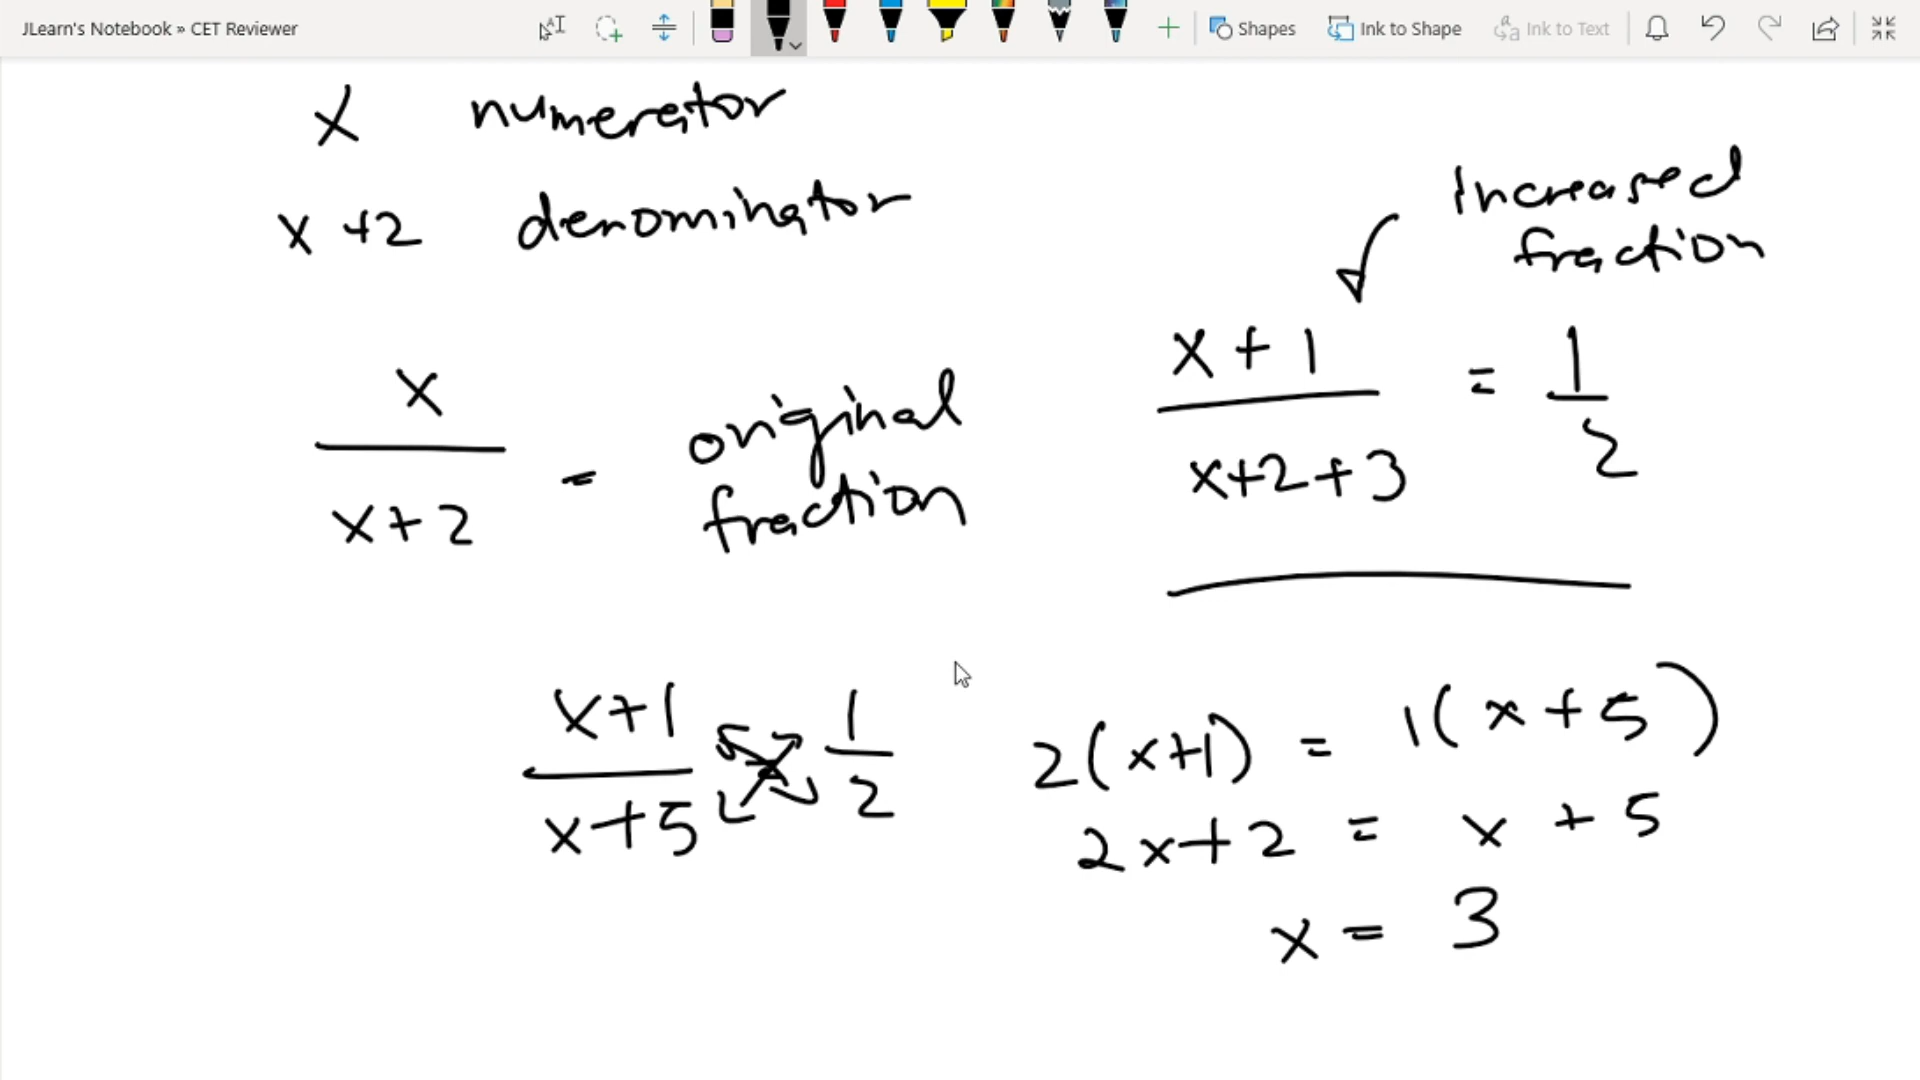 JLearn's Notebook » CET Reviewer
Shapes
Ink to Shape
Ink to Text
x numerator
x +2 denominator
x
x+2
= original
fraction
Increased
fraction
x+1
x+2+3
= 1
2
x+1
x+5
=
1
2
2(x+1) = 1(x+5)
2x+2 = x + 5
x = 3